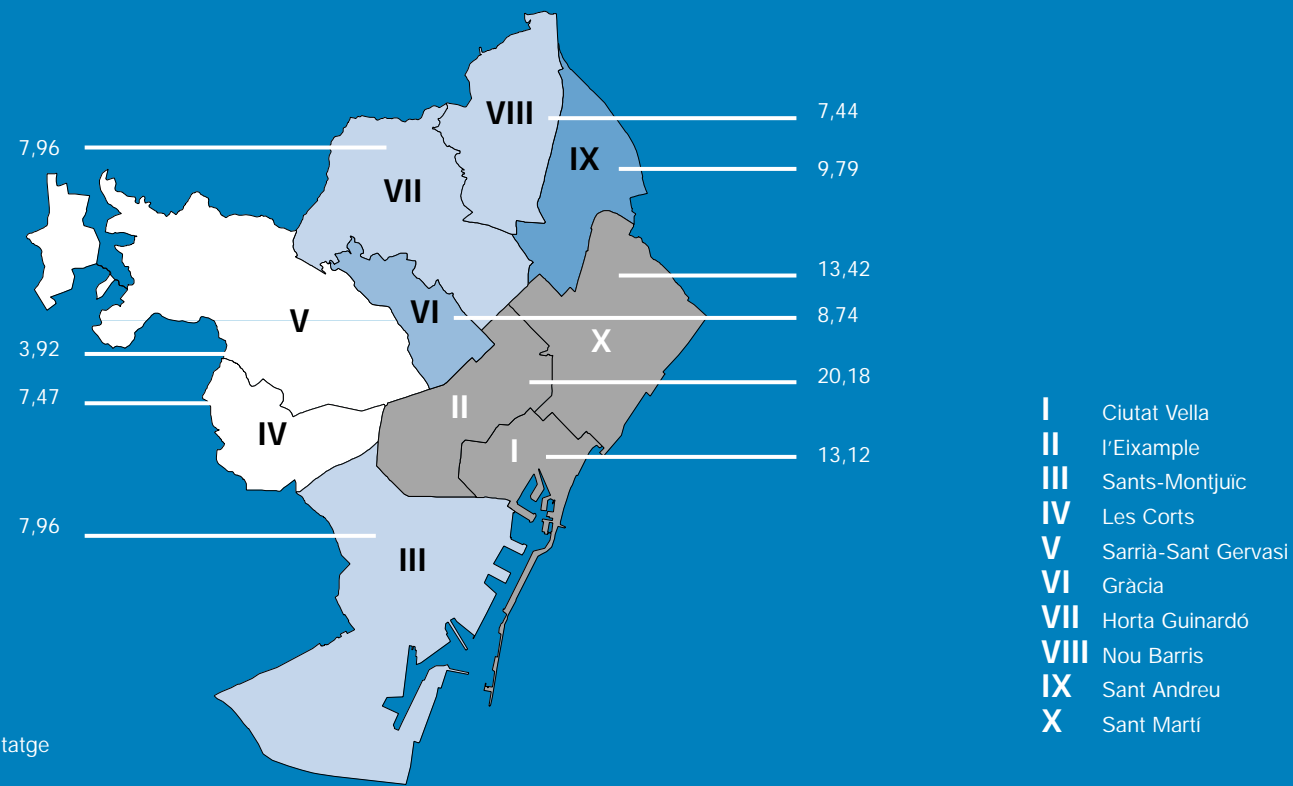 VIII
7,44
7,96
IX
9,79
VII
13,42
VI
8,74
V
X
3,92
20,18
7,47
II
IV
I
13,12
7,96
III
I Ciutat Vella
II l'Eixample
III Sants-Montjuïc
IV Les Corts
V Sarrià-Sant Gervasi
VI Gràcia
VII Horta Guinardó
VIII Nou Barris
IX Sant Andreu
X Sant Martí
tatge